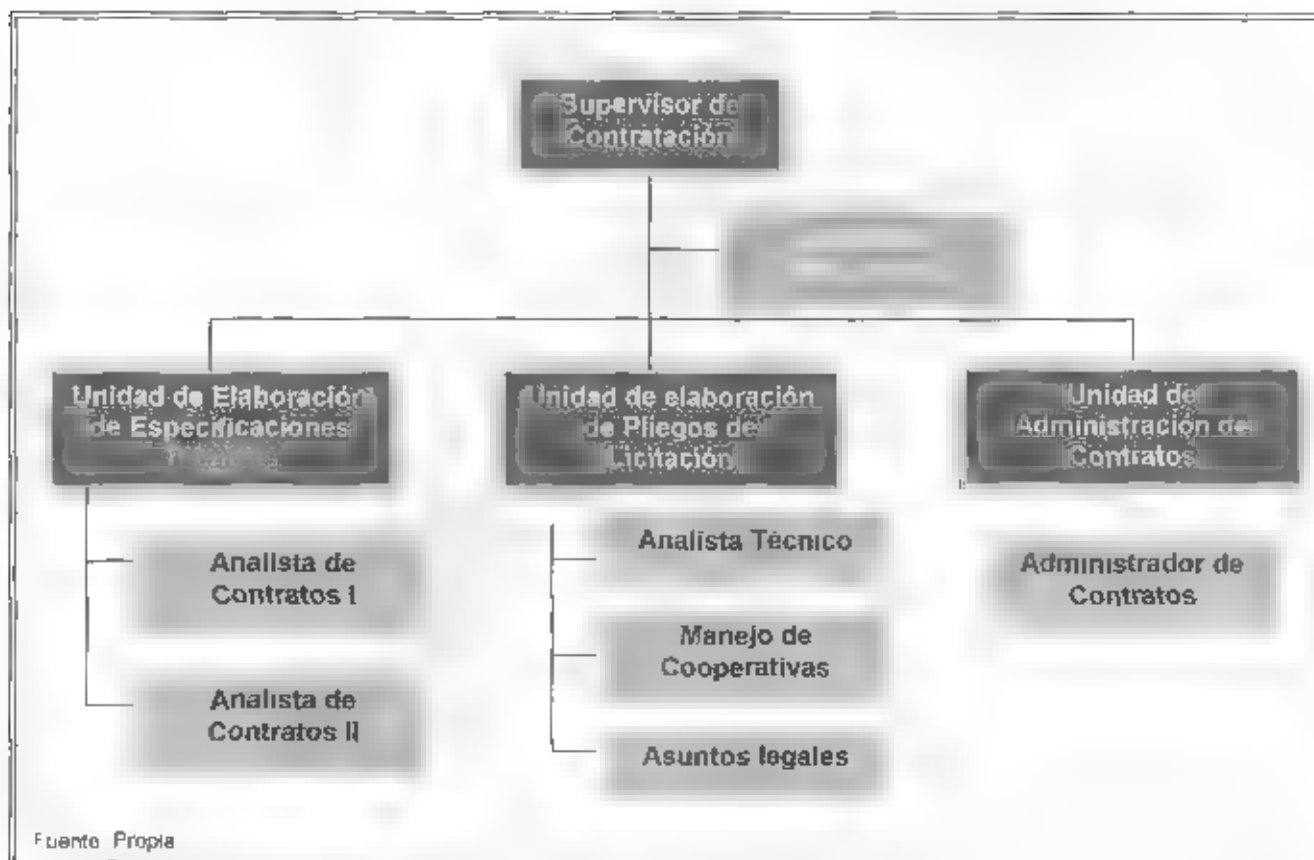 Supervisor de
Contratación
Unidad de Elaboración
de Especificaciones
Unidad de elaboración
de Pliegos de
Licitación
Unidad de
Administración de
Contratos
Analista de
Contratos I
Analista de
Contratos II
Analista Técnico
Manejo de
Cooperativas
Asuntos legales
Administrador de
Contratos
Fuente Propia